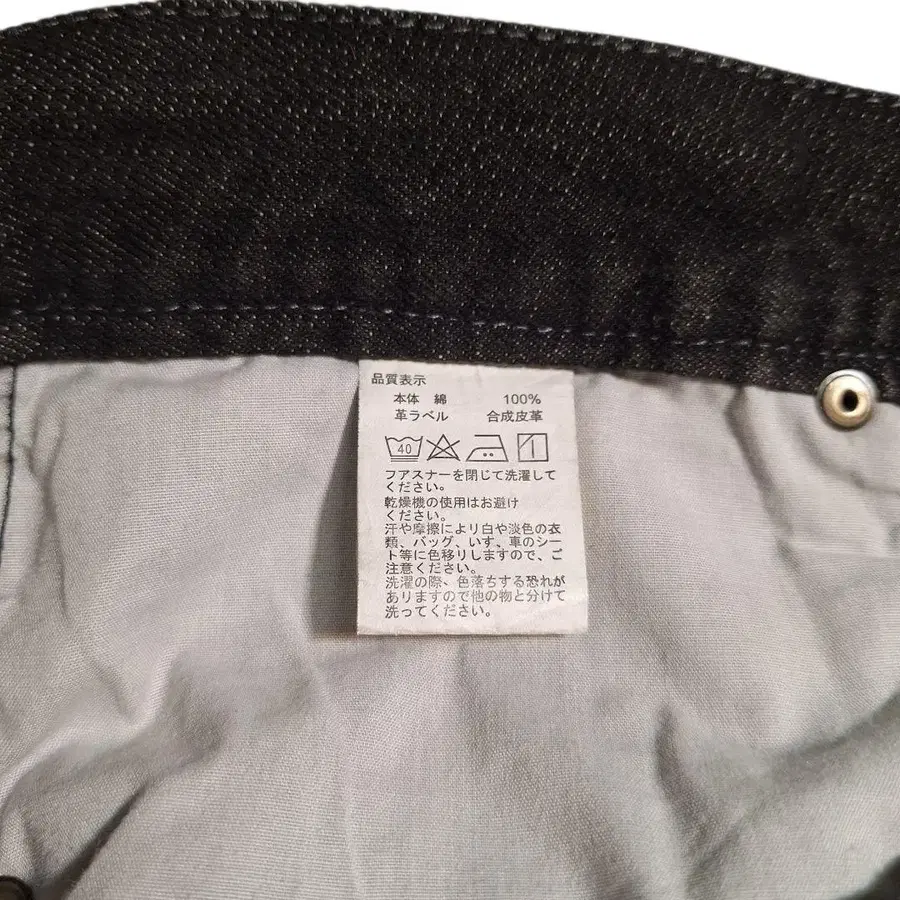 品質表示
本体 綿 100%
革ラベル 合成皮革
40
フアスナーを閉じて洗濯して
ください。
乾燥機の使用はお避け
ください。
汗や摩擦により白や淡色の衣
類、バッグ、いす、車のシー
ト等に色移りしますので、ご
注意ください。
洗濯の際、色落ちする恐れが
ありますので他の物と分けて
洗ってください。